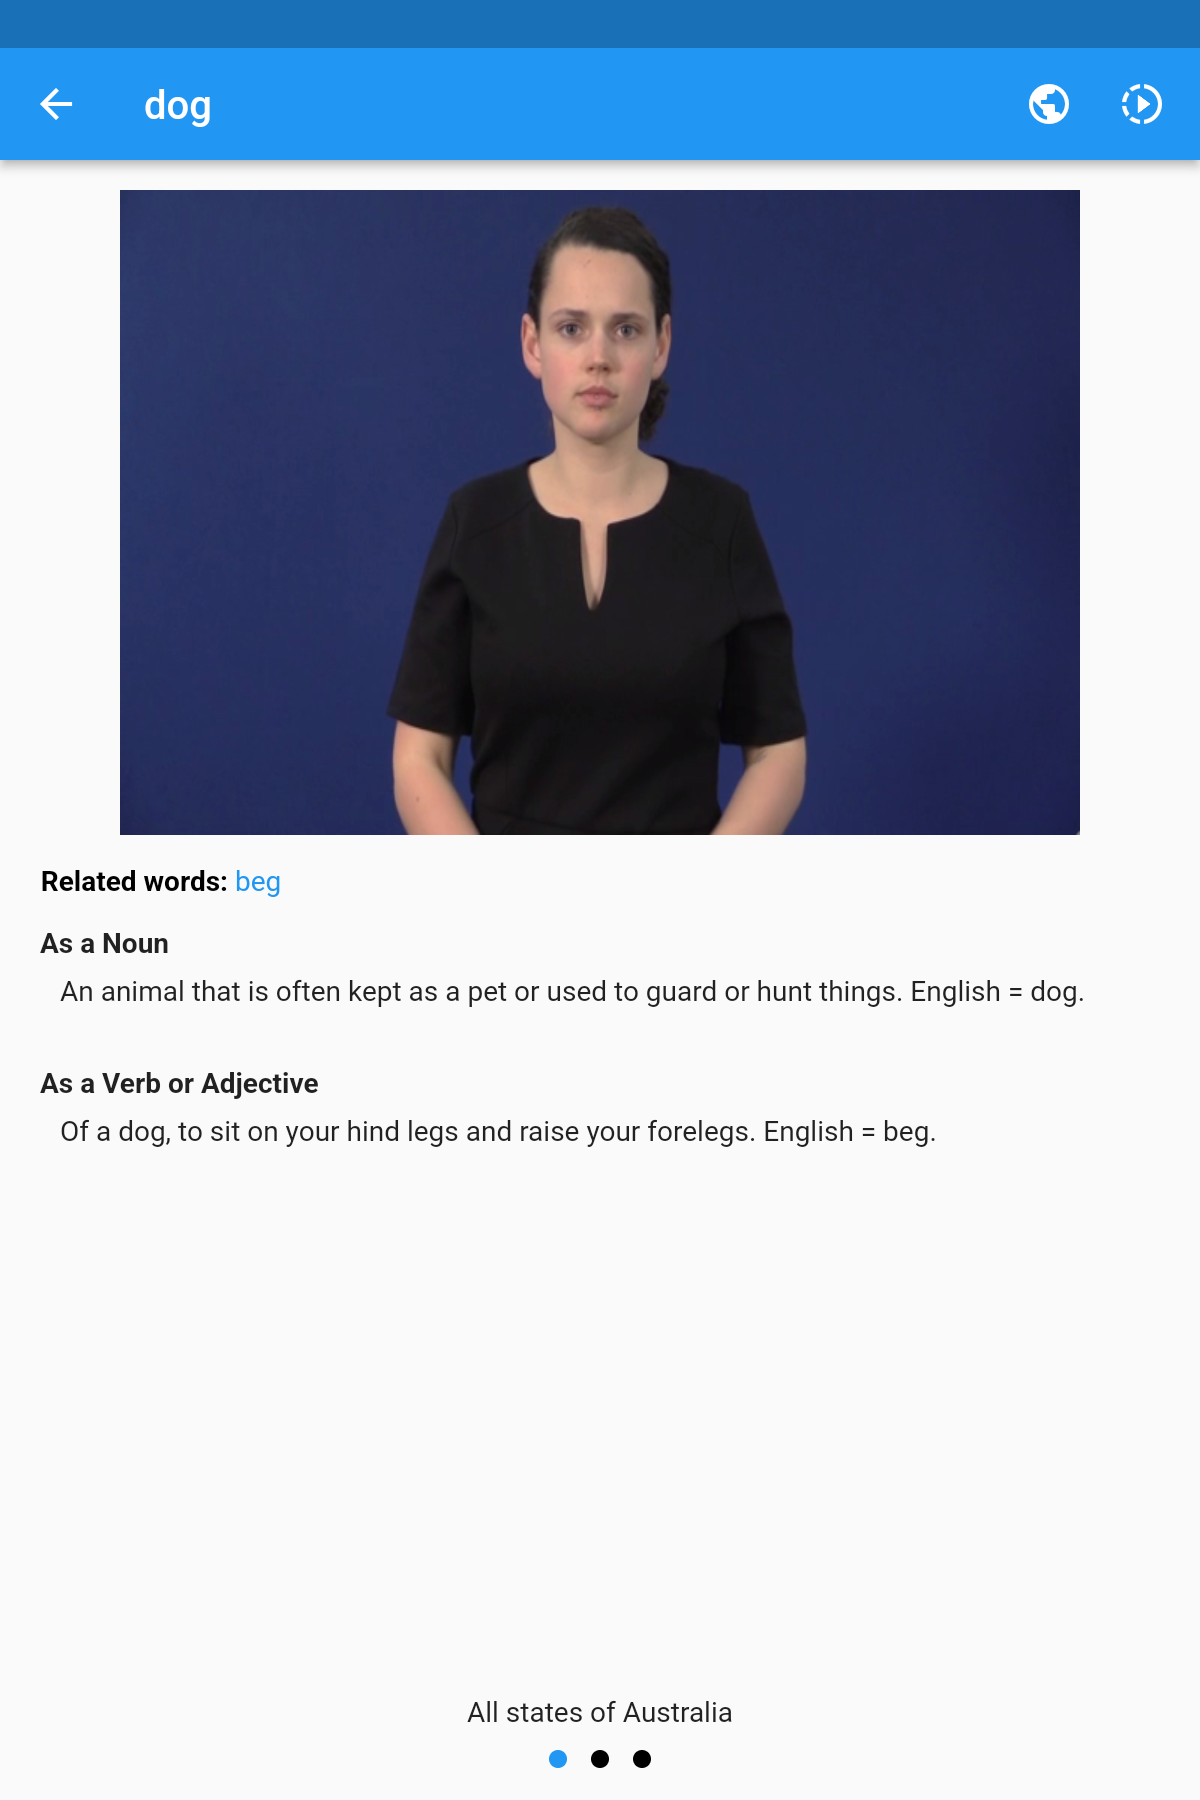 dog
Related words: beg
As a Noun
An animal that is often kept as a pet or used to guard or hunt things. English = dog.
As a Verb or Adjective
Of a dog, to sit on your hind legs and raise your forelegs. English = beg.
All states of Australia